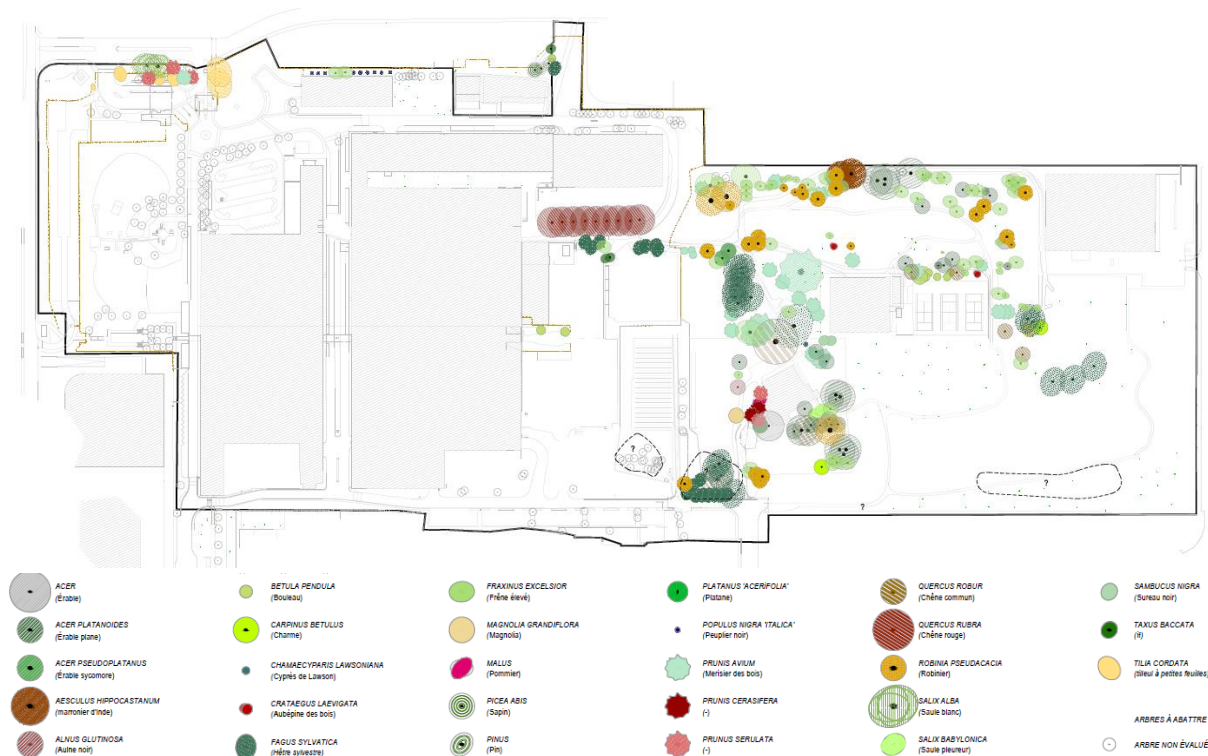 ?
?
?
ACER
(Érable)
ACER PLATANOIDES
(Érable plane)
ACER PSEUDOPLATANUS
(Érable sycomore)
AESCULUS HIPPOCASTANUM
(marronier d'Inde)
ALNUS GLUTINOSA
(Aulne noir)
BETULA PENDULA
(Bouleau)
CARPINUS BETULUS
(Charme)
CHAMAECYPARIS LAWSONIANA
(Cyprés de Lawson)
CRATAEGUS LAEVIGATA
(Aubépine des bois)
FAGUS SYLVATICA
(Hêtre sylvestre)
FRAXINUS EXCELSIOR
(Frêne élevé)
MAGNOLIA GRANDIFLORA
(Magnolia)
MALUS
(Pommier)
PICEA ABIS
(Sapin)
PINUS
(Pin)
PLATANUS 'ACERIFOLIA'
(Platane)
POPULUS NIGRA 'ITALICA'
(Peuplier noir)
PRUNIS AVIUM
(Merisier des bois)
PRUNIS CERASIFERA
(-)
PRUNUS SERULATA
(-)
QUERCUS ROBUR
(Chêne commun)
QUERCUS RUBRA
(Chêne rouge)
ROBINIA PSEUDACACIA
(Robinier)
SALIX ALBA
(Saule blanc)
SALIX BABYLONICA
(Saule pleureur)
SAMBUCUS NIGRA
(Sureau noir)
TAXUS BACCATA
(if)
TILIA CORDATA
(tilleul à petites feuilles)
ARBRES À ABATTRE
ARBRE NON ÉVALUÉ